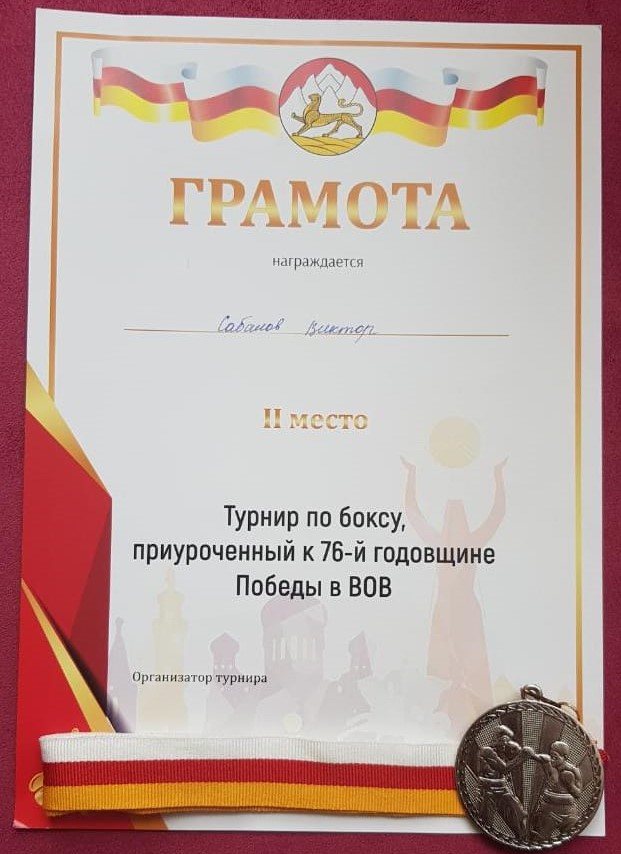 ГРАМОТА
награждается
Сабанов Виктор
II место
Турнир по боксу,
приуроченный к 76-й годовщине
Победы в ВОВ
Организатор турнира